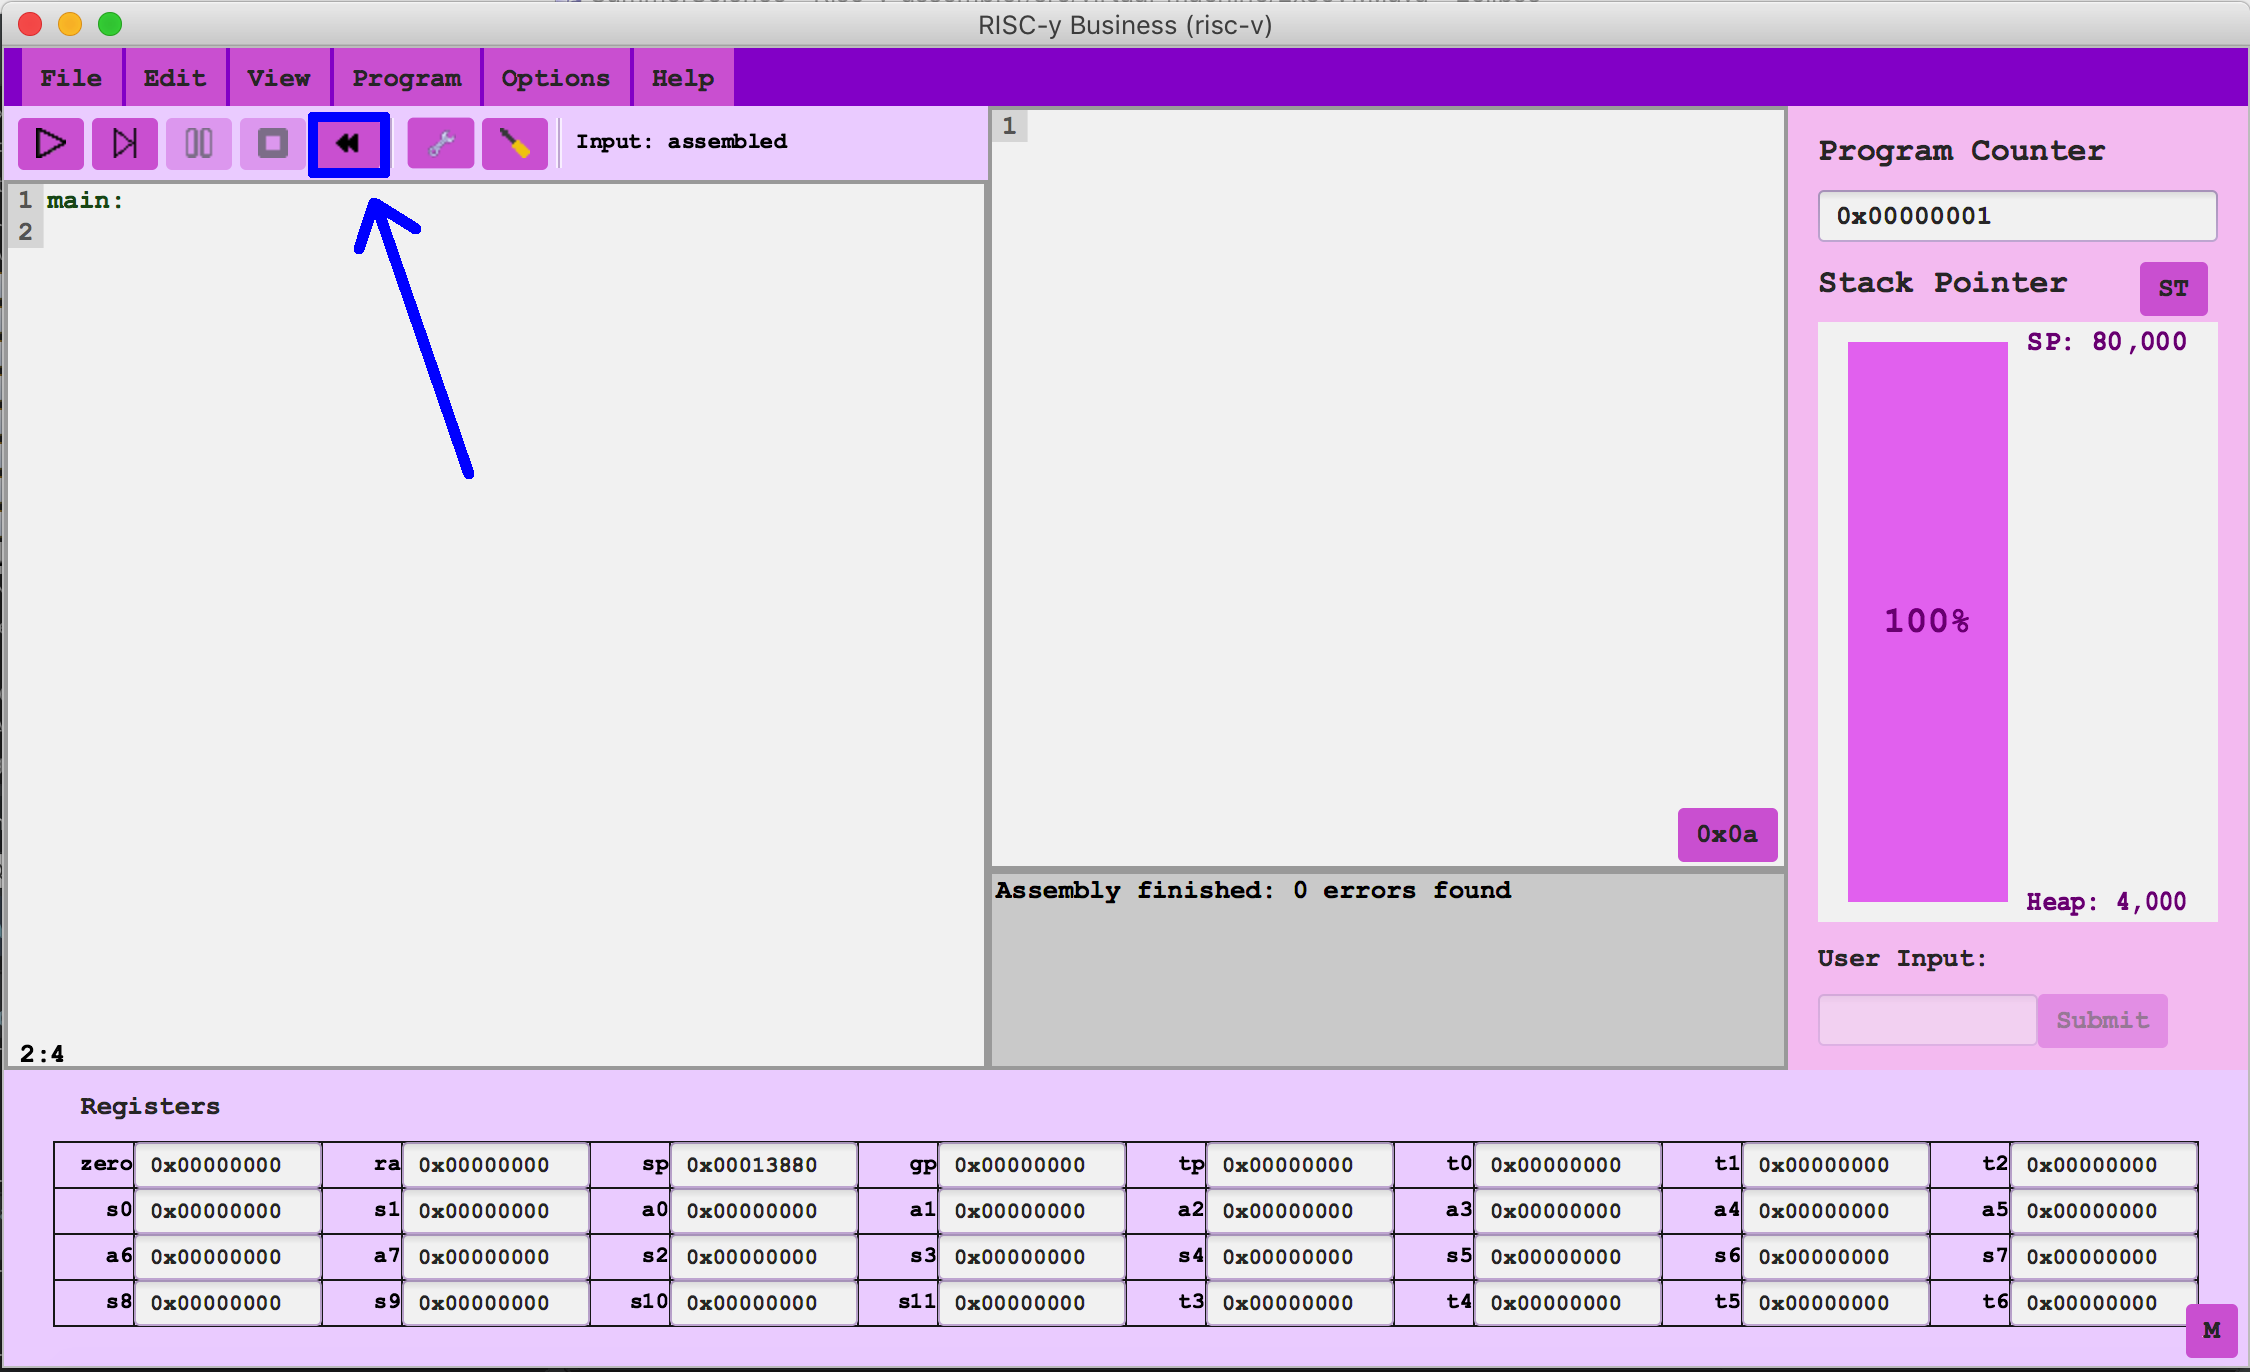 RISC-y Business (risc-v)
File Edit View Program Options Help
Input: assembled
1 main:
2
2:4
1
0x0a
Assembly finished: 0 errors found
Program Counter
0x00000001
Stack Pointer ST
SP: 80,000
100%
Heap: 4,000
User Input:
Submit
Registers
zero 0x00000000 ra 0x00000000 sp 0x00013880 gp 0x00000000 tp 0x00000000 t0 0x00000000 t1 0x00000000 t2 0x00000000
s0 0x00000000 s1 0x00000000 a0 0x00000000 a1 0x00000000 a2 0x00000000 a3 0x00000000 a4 0x00000000 a5 0x00000000
a6 0x00000000 a7 0x00000000 s2 0x00000000 s3 0x00000000 s4 0x00000000 s5 0x00000000 s6 0x00000000 s7 0x00000000
s8 0x00000000 s9 0x00000000 s10 0x00000000 s11 0x00000000 t3 0x00000000 t4 0x00000000 t5 0x00000000 t6 0x00000000
M